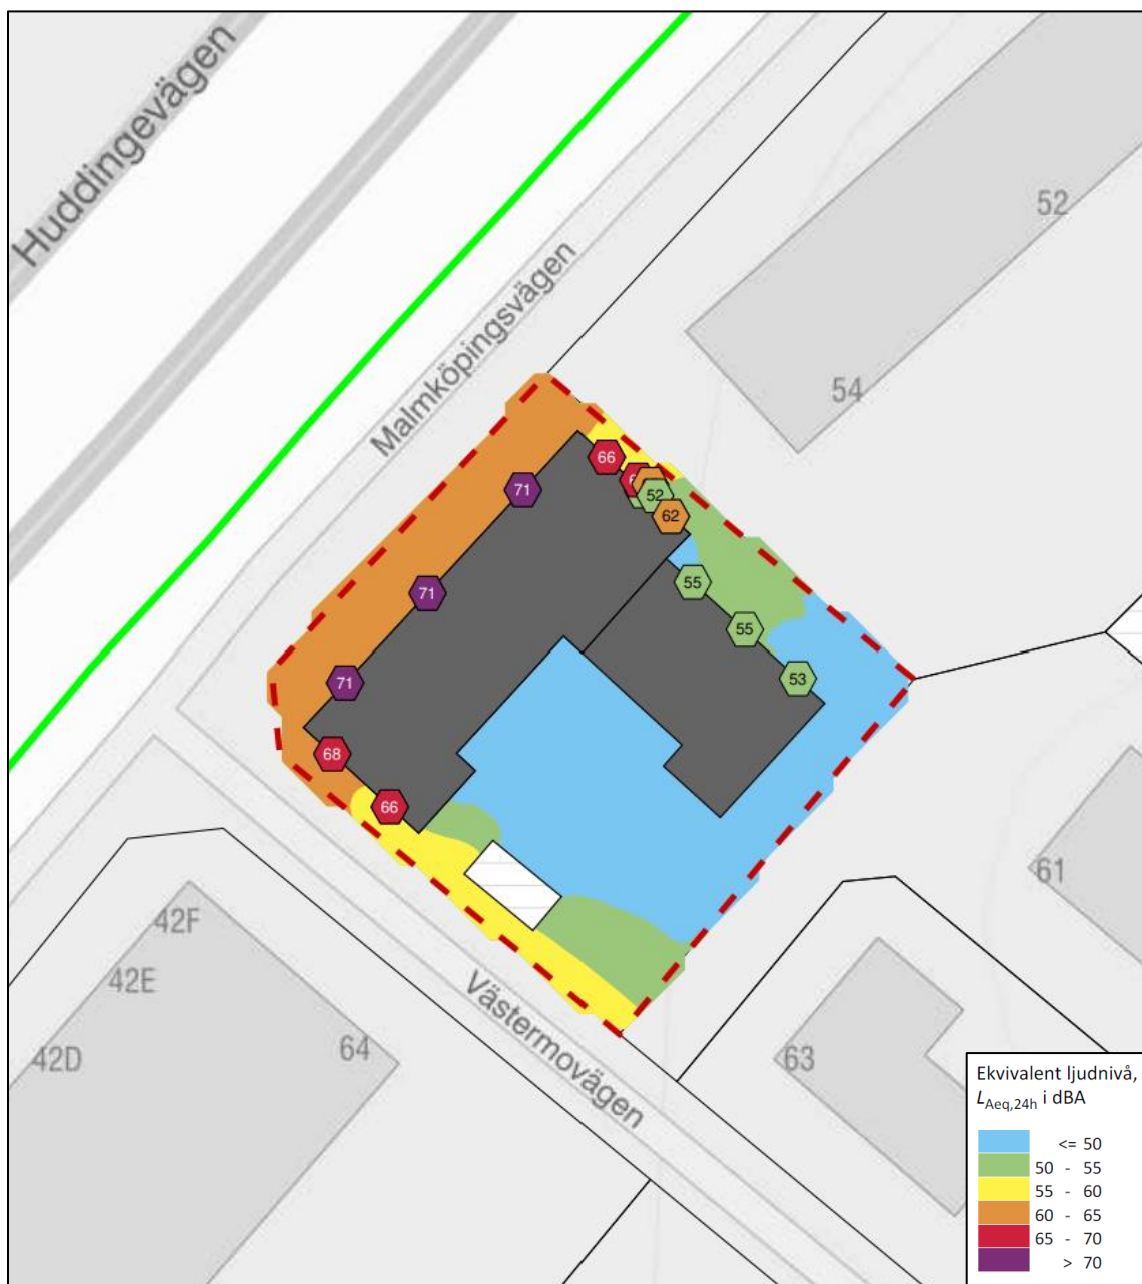 Huddingevägen
52
Malmköpingsvägen
54
66
71
52
62
71
55
55
71
53
68
66
61
42F
42E
42D
64
Västermovägen
63
Ekvivalent ljudnivå,
LAeq,24h i dBA
<= 50
50 - 55
55 - 60
60 - 65
65 - 70
> 70